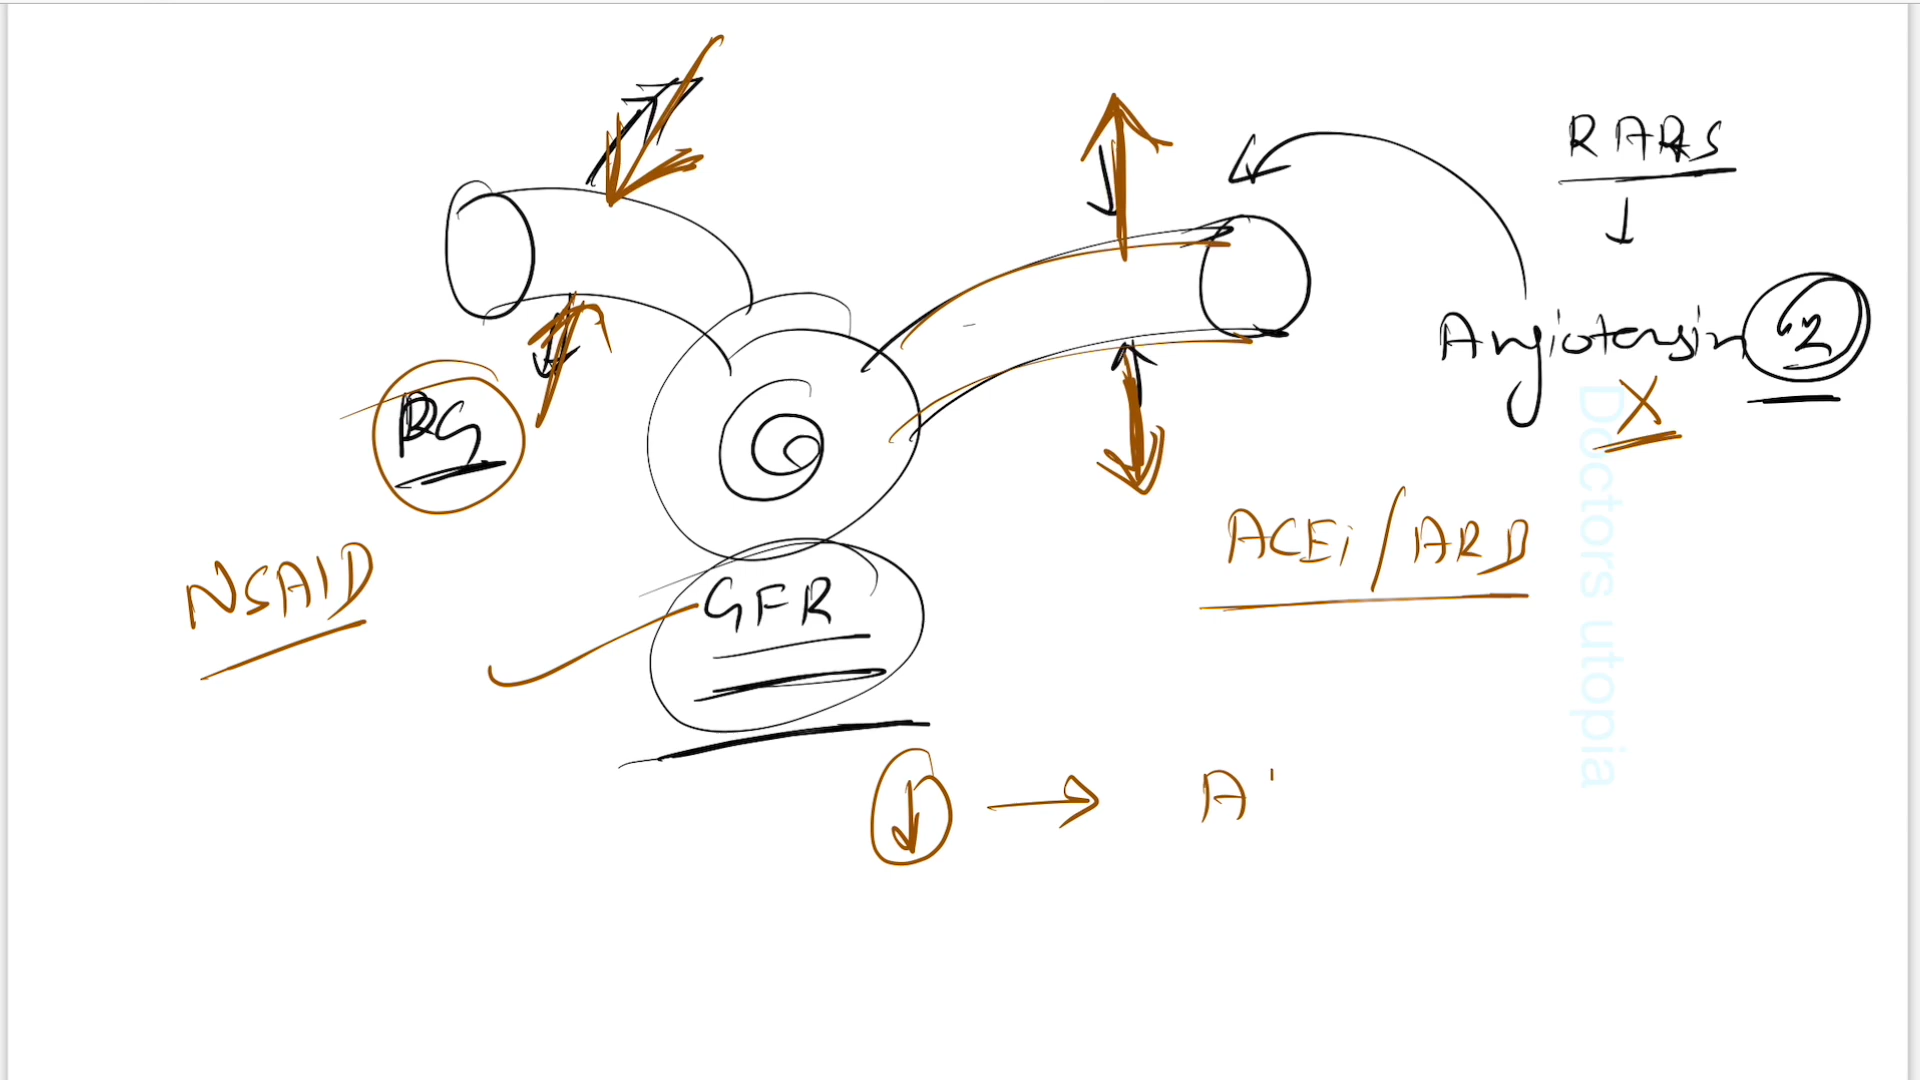 RAAS
Angiotensin 2
X
PG
NSAID
ACEi/ARB
GFR
A'
Doctors utopia